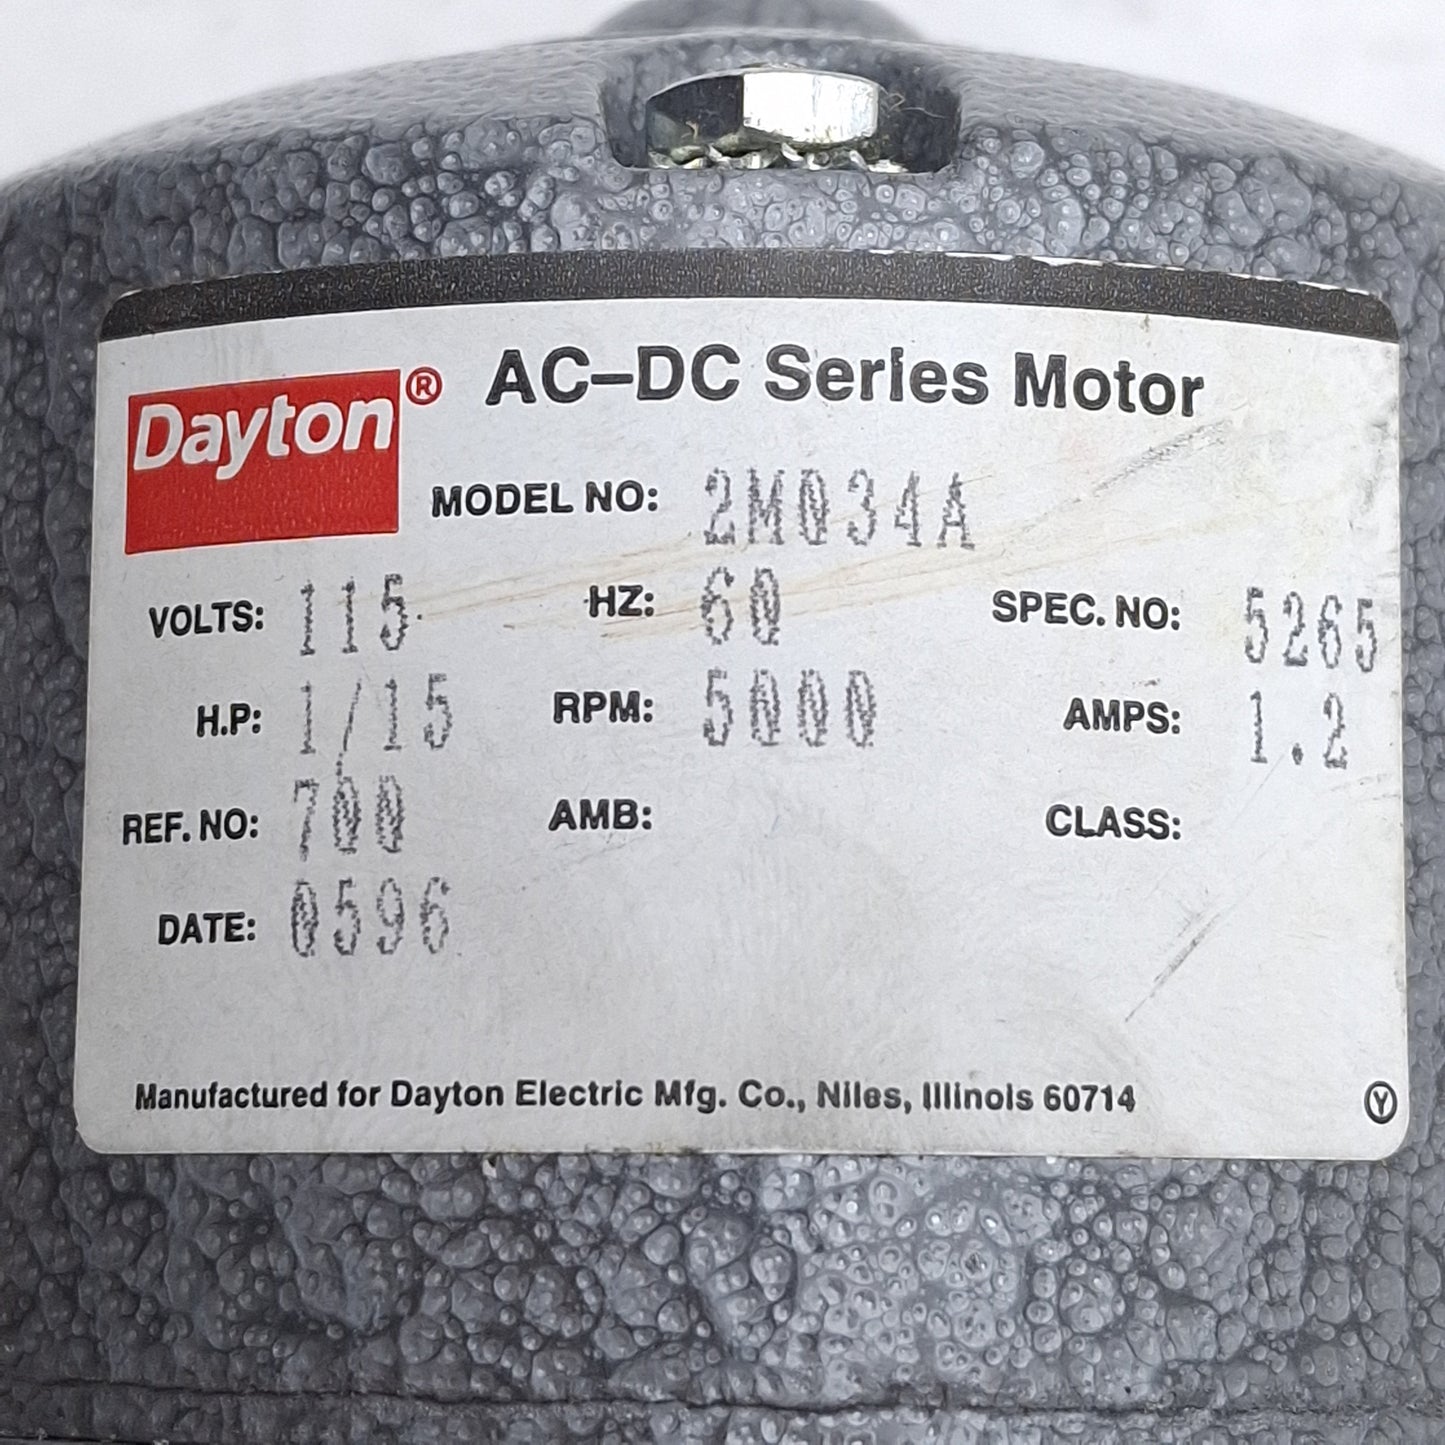 Dayton® AC-DC Series Motor
MODEL NO: 2M034A
VOLTS: 115 HZ: 60 SPEC. NO: 5265
H.P: 1/15 RPM: 5000 AMPS: 1.2
REF. NO: 700 AMB: CLASS:
DATE: 0596
Manufactured for Dayton Electric Mfg. Co., Niles, Illinois 60714 Ⓨ